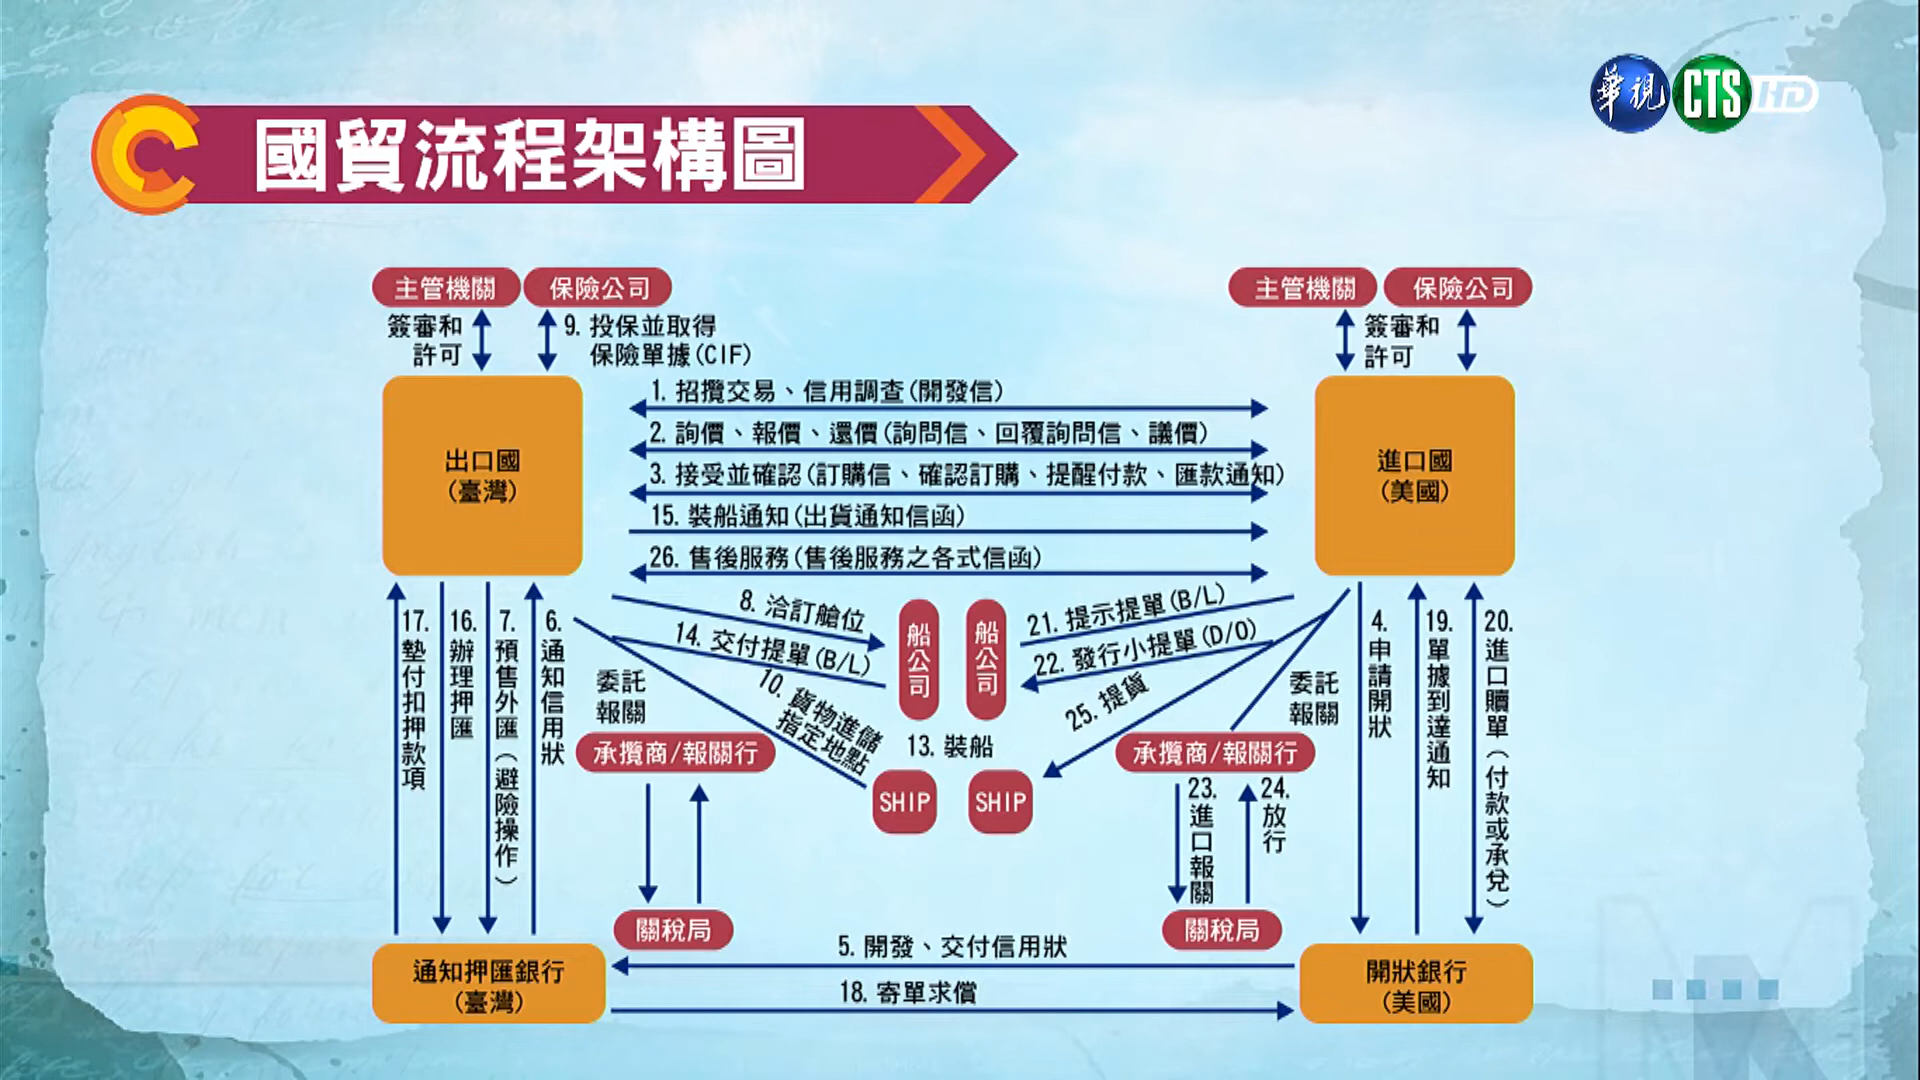 華視 CTS HD
國貿流程架構圖
主管機關 保險公司
主管機關 保險公司
簽審和
許可
9. 投保並取得
保險單據(CIF)
簽審和
許可
1. 招攬交易、信用調查(開發信)
2. 詢價、報價、還價(詢問信、回覆詢問信、議價)
3. 接受並確認(訂購信、確認訂購、提醒付款、匯款通知)
15. 裝船通知(出貨通知信函)
26. 售後服務(售後服務之各式信函)
出口國
(臺灣)
進口國
(美國)
17. 墊付扣押款項
16. 辦理押匯
7. 預售外匯(避險操作)
6. 通知信用狀
8. 洽訂艙位
14. 交付提單(B/L)
10. 貨物進儲
指定地點
委託
報關
承攬商/報關行
關稅局
船公司
船公司
13. 裝船
SHIP
SHIP
21. 提示提單(B/L)
22. 發行小提單(D/O)
25. 提貨
委託
報關
承攬商/報關行
23. 進口報關
24. 放行
關稅局
4. 申請開狀
19. 單據到達通知
20. 進口贖單(付款或承兌)
5. 開發、交付信用狀
18. 寄單求償
通知押匯銀行
(臺灣)
開狀銀行
(美國)